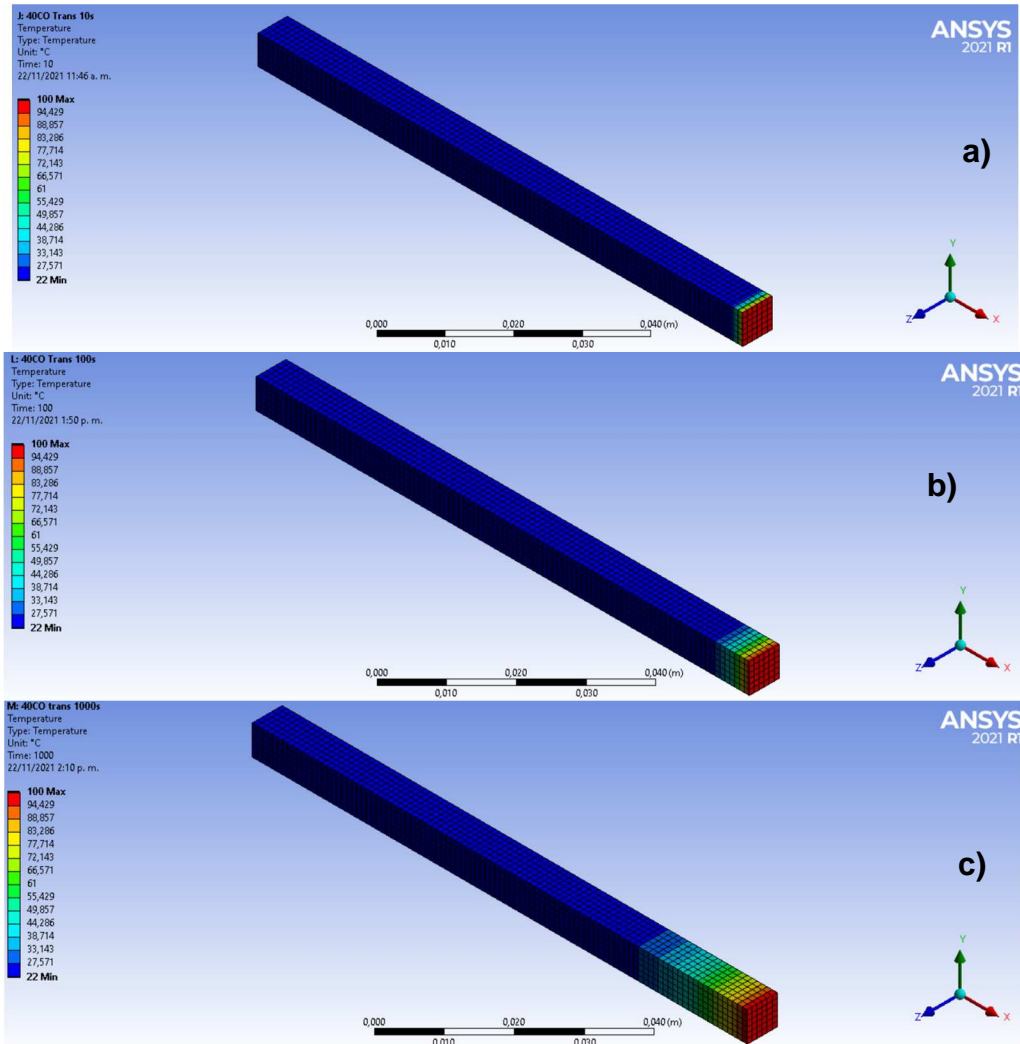 J: 40CO Trans 10s
Temperature
Type: Temperature
Unit: °C
Time: 10
22/11/2021 11:46 a. m.
100 Max
94,429
88,857
83,286
77,714
72,143
66,571
61
55,429
49,857
44,286
38,714
33,143
27,571
22 Min
ANSYS
2021 R1
a)
Y
Z
X
0,000
0,020
0,040 (m)
0,010
0,030
L: 40CO Trans 100s
Temperature
Type: Temperature
Unit: °C
Time: 100
22/11/2021 1:50 p. m.
100 Max
94,429
88,857
83,286
77,714
72,143
66,571
61
55,429
49,857
44,286
38,714
33,143
27,571
22 Min
ANSYS
2021 R1
b)
Y
Z
X
0,000
0,020
0,040 (m)
0,010
0,030
M: 40CO trans 1000s
Temperature
Type: Temperature
Unit: °C
Time: 1000
22/11/2021 2:10 p. m.
100 Max
94,429
88,857
83,286
77,714
72,143
66,571
61
55,429
49,857
44,286
38,714
33,143
27,571
22 Min
ANSYS
2021 R1
c)
Y
Z
X
0,000
0,020
0,040 (m)
0,010
0,030